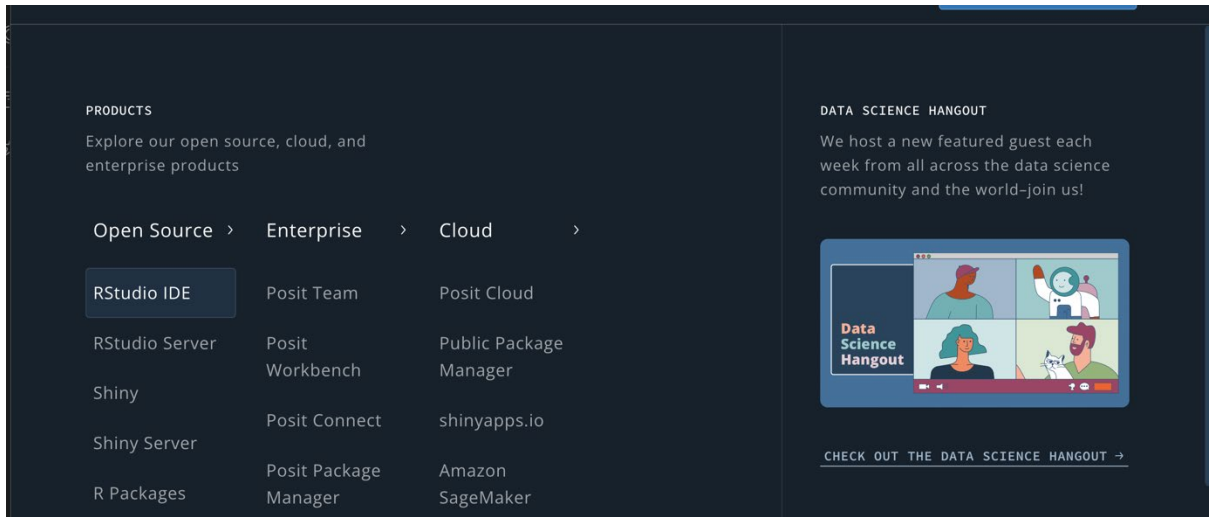 PRODUCTS
Explore our open source, cloud, and
enterprise products
Open Source ›
Enterprise ›
Cloud ›
RStudio IDE
Posit Team
Posit Cloud
RStudio Server
Posit
Workbench
Public Package
Manager
Shiny
Posit Connect
shinyapps.io
Shiny Server
Posit Package
Manager
Amazon
SageMaker
R Packages
DATA SCIENCE HANGOUT
We host a new featured guest each
week from all across the data science
community and the world–join us!
Data
Science
Hangout
CHECK OUT THE DATA SCIENCE HANGOUT →